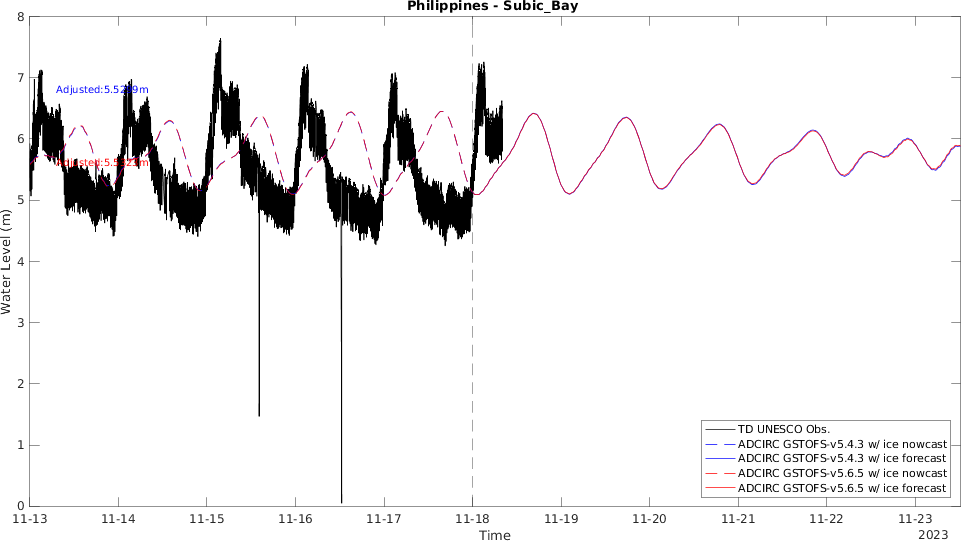 Philippines - Subic_Bay
8
7
6
5
4
3
2
1
0
Water Level (m)
11-13
11-14
11-15
11-16
11-17
11-18
11-19
11-20
11-21
11-22
11-23
Time
2023
TD UNESCO Obs.
ADCIRC GSTOFS-v5.4.3 w/ ice nowcast
ADCIRC GSTOFS-v5.4.3 w/ ice forecast
ADCIRC GSTOFS-v5.6.5 w/ ice nowcast
ADCIRC GSTOFS-v5.6.5 w/ ice forecast